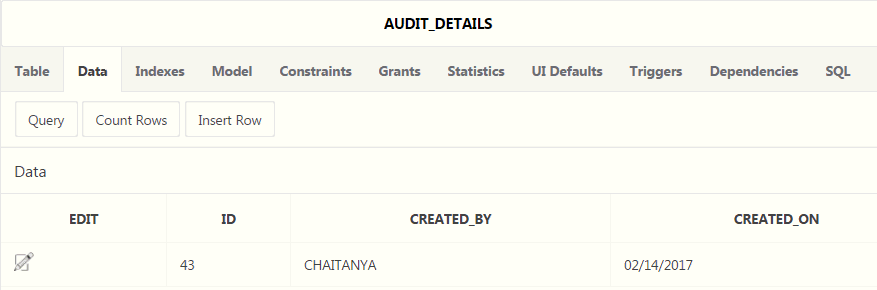 AUDIT_DETAILS
Table Data Indexes Model Constraints Grants Statistics UI Defaults Triggers Dependencies SQL
Query Count Rows Insert Row
Data
EDIT ID CREATED_BY CREATED_ON
43 CHAITANYA 02/14/2017